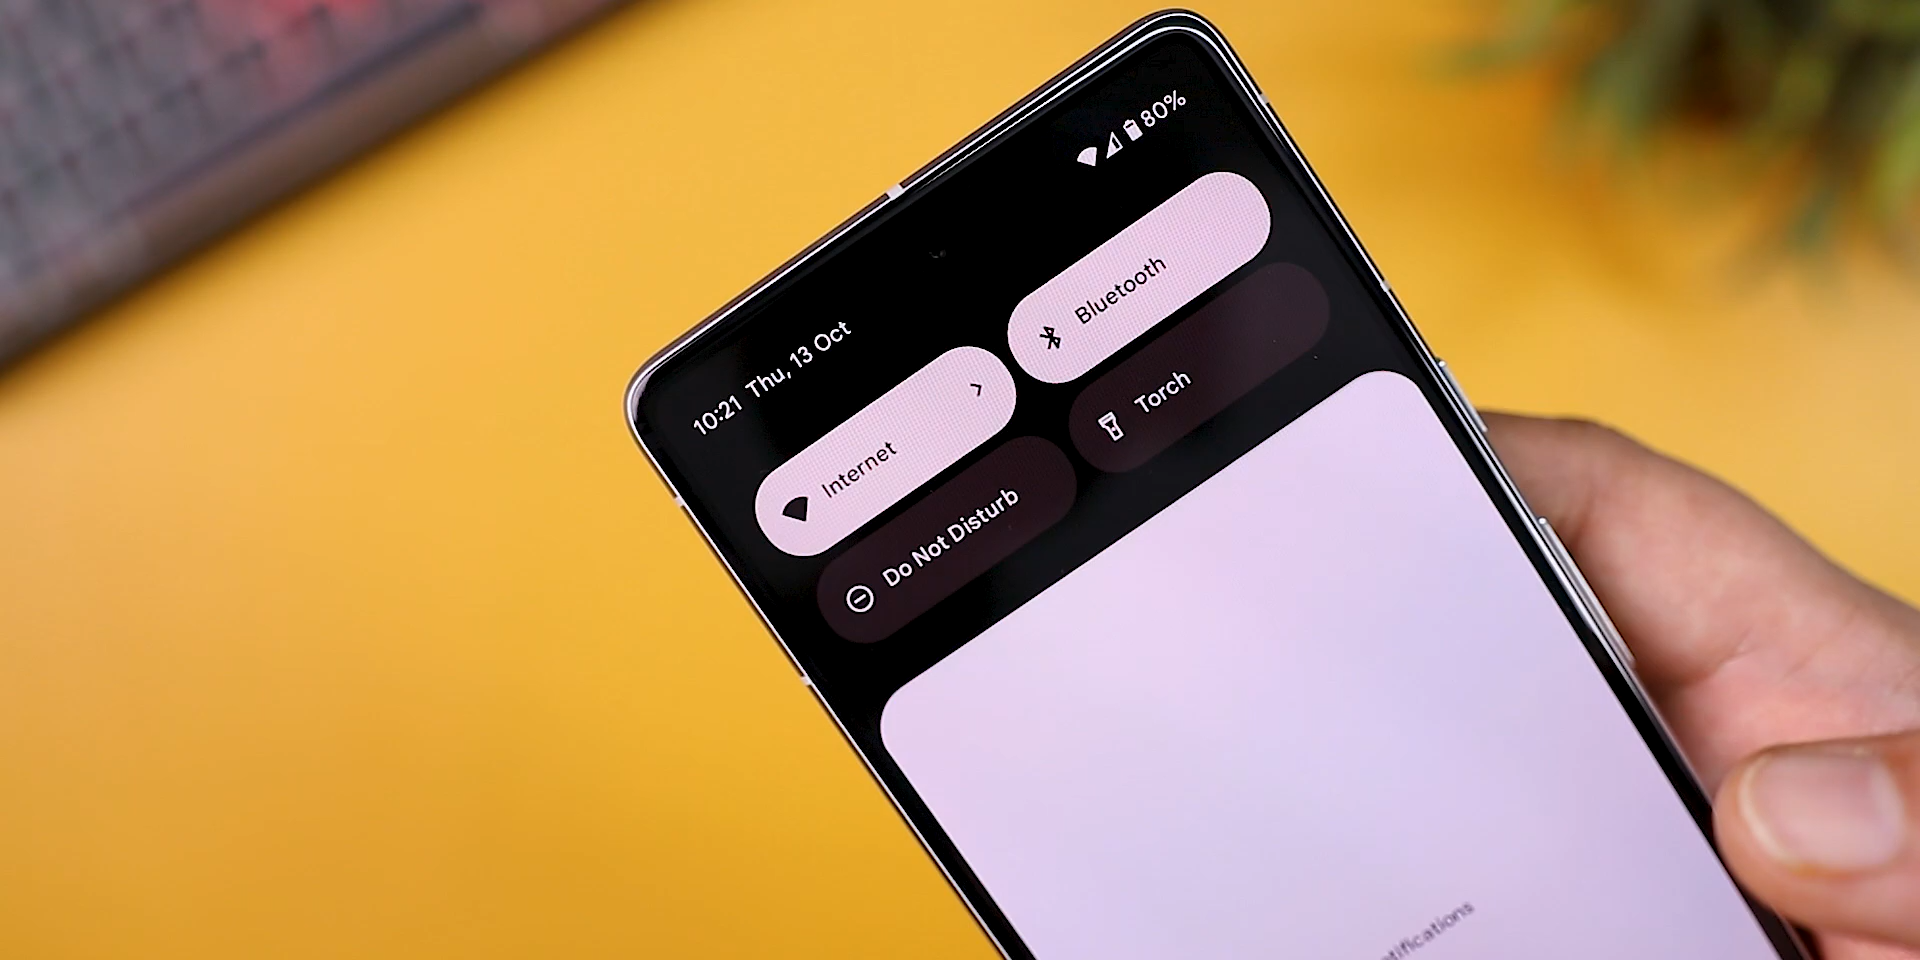 80%
10:21 Thu, 13 Oct
Internet
Bluetooth
Do Not Disturb
Torch